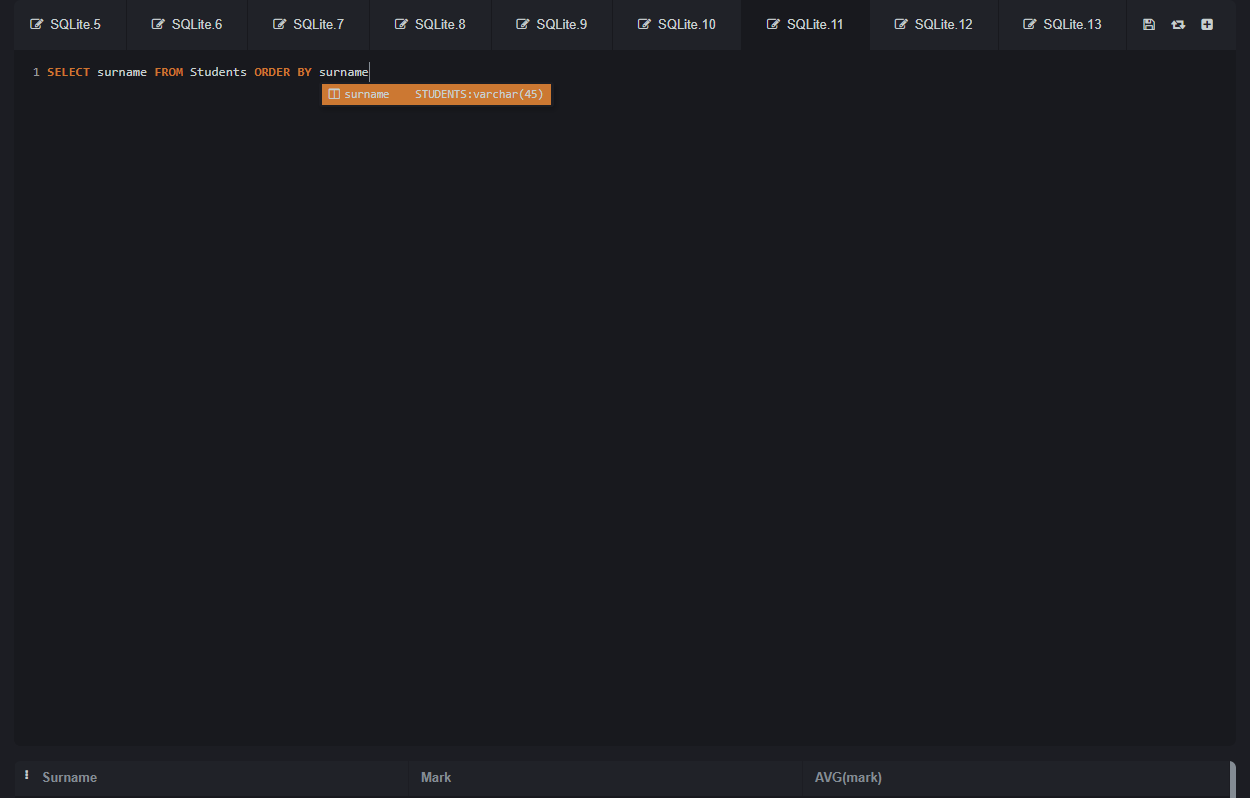 SQLite.5 SQLite.6 SQLite.7 SQLite.8 SQLite.9 SQLite.10 SQLite.11 SQLite.12 SQLite.13
1 SELECT surname FROM Students ORDER BY surname
surname STUDENTS:varchar(45)
Surname Mark AVG(mark)